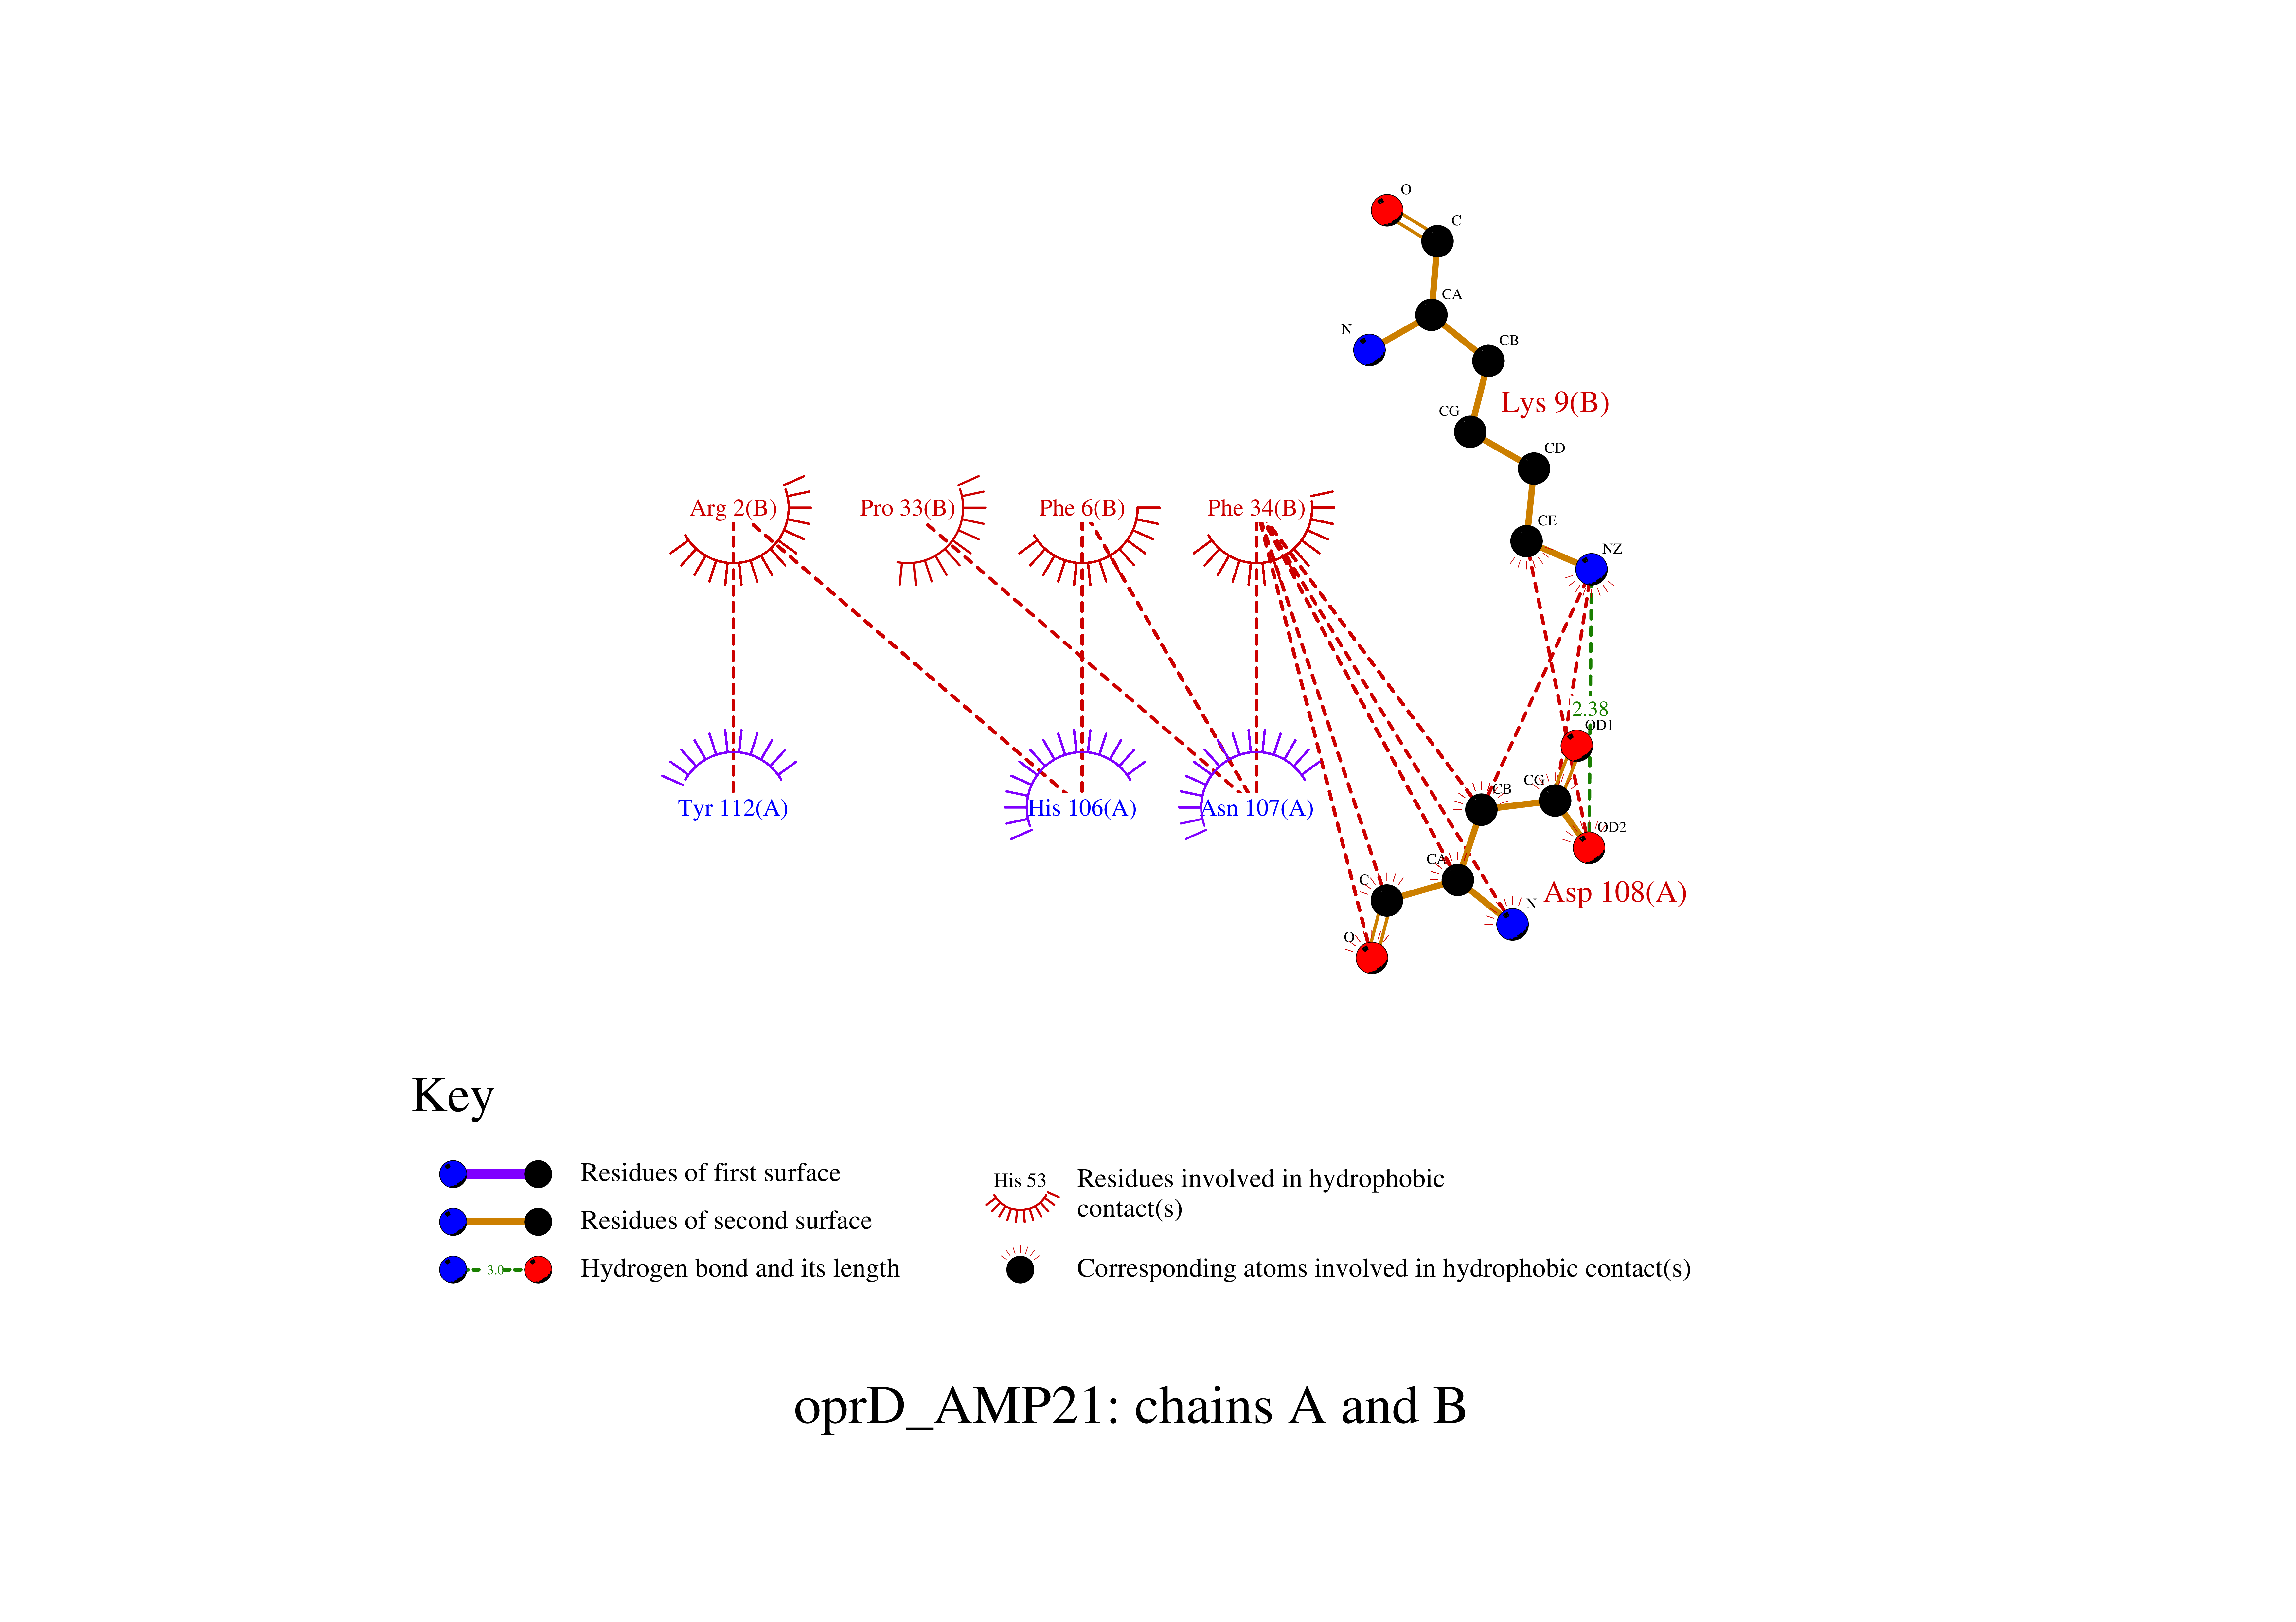 O
C
CA
N
CB
CG
Lys 9(B)
CD
CE
NZ
Arg 2(B) Pro 33(B) Phe 6(B) Phe 34(B)
2.38
OD1
CG
CB
Tyr 112(A) His 106(A) Asn 107(A)
OD2
CA
C
Asp 108(A)
N
O
Key
Residues of first surface
Residues of second surface
3.0 Hydrogen bond and its length
His 53 Residues involved in hydrophobic
contact(s)
Corresponding atoms involved in hydrophobic contact(s)
oprD_AMP21: chains A and B